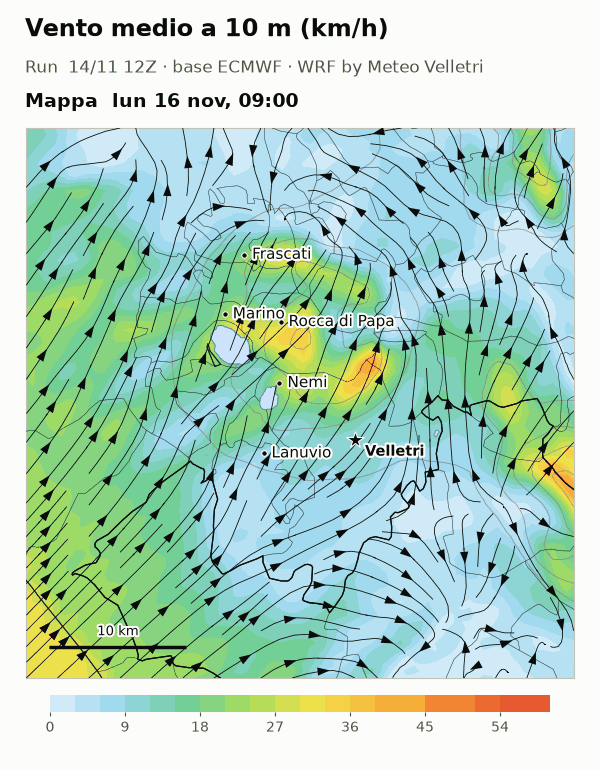 Vento medio a 10 m (km/h)
Run  14/11 12Z · base ECMWF · WRF by Meteo Velletri
Mappa  lun 16 nov, 09:00
Frascati
Marino
Rocca di Papa
Nemi
Velletri
Lanuvio
10 km
0 9 18 27 36 45 54